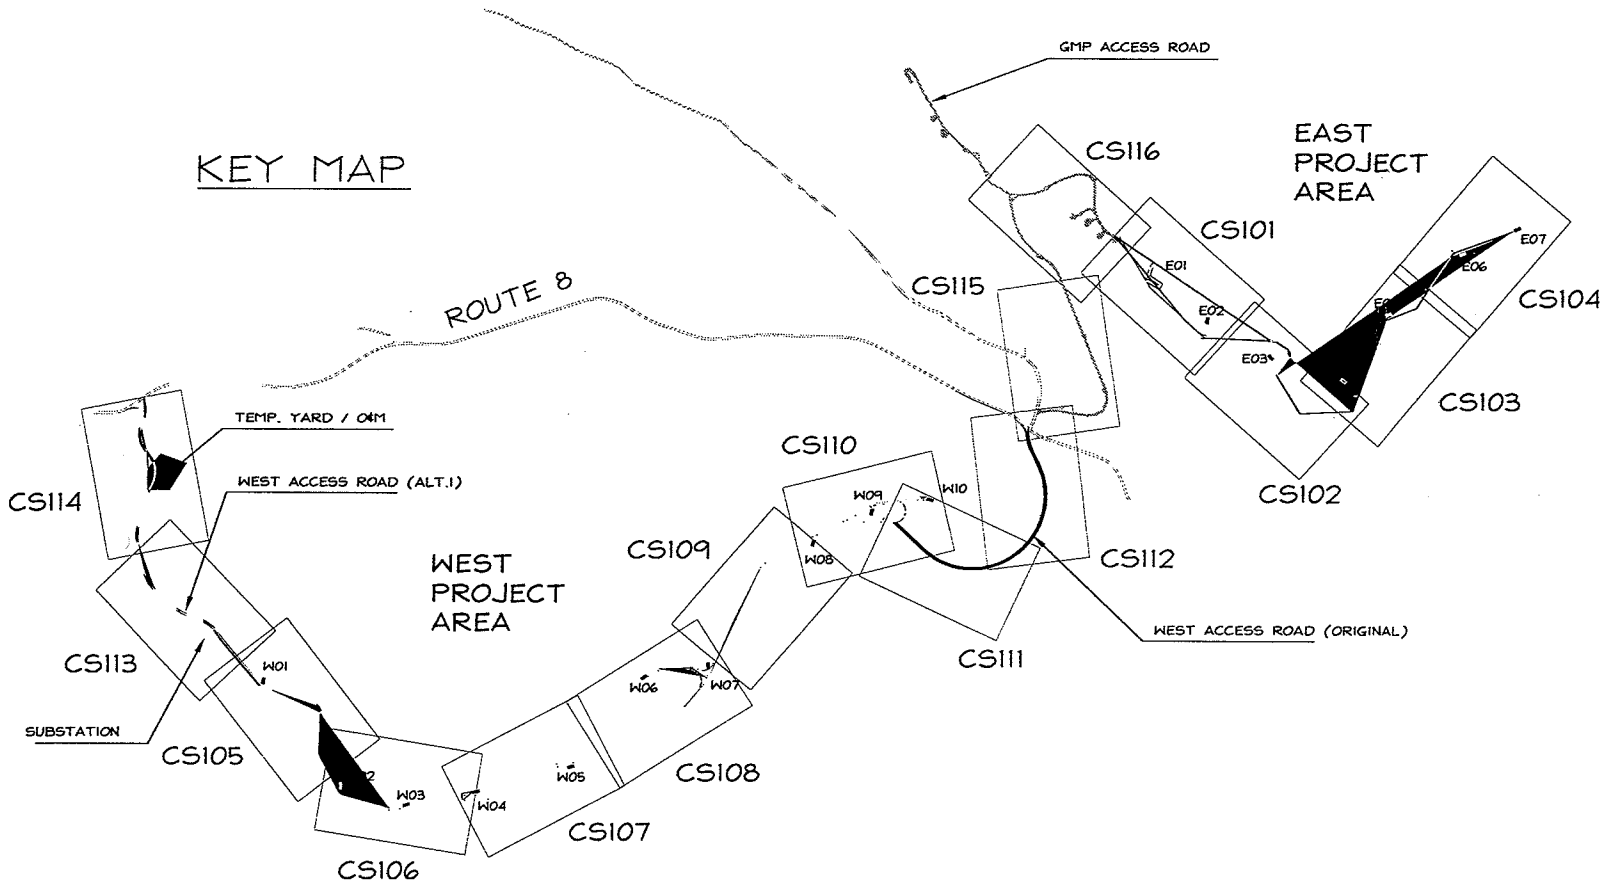 GMP ACCESS ROAD
KEY MAP
EAST
PROJECT
AREA
CS116
CS101
E07
E06
E01
CS104
CS115
ROUTE 8
E02
E03
CS103
TEMP. YARD / O&M
CS110
WEST ACCESS ROAD (ALT.1)
CS114
CS102
W09
W10
CS109
W08
CS112
WEST
PROJECT
AREA
WEST ACCESS ROAD (ORIGINAL)
CS111
CS113
W01
W06
W07
SUBSTATION
CS105
CS108
W05
W03
W04
CS107
CS106